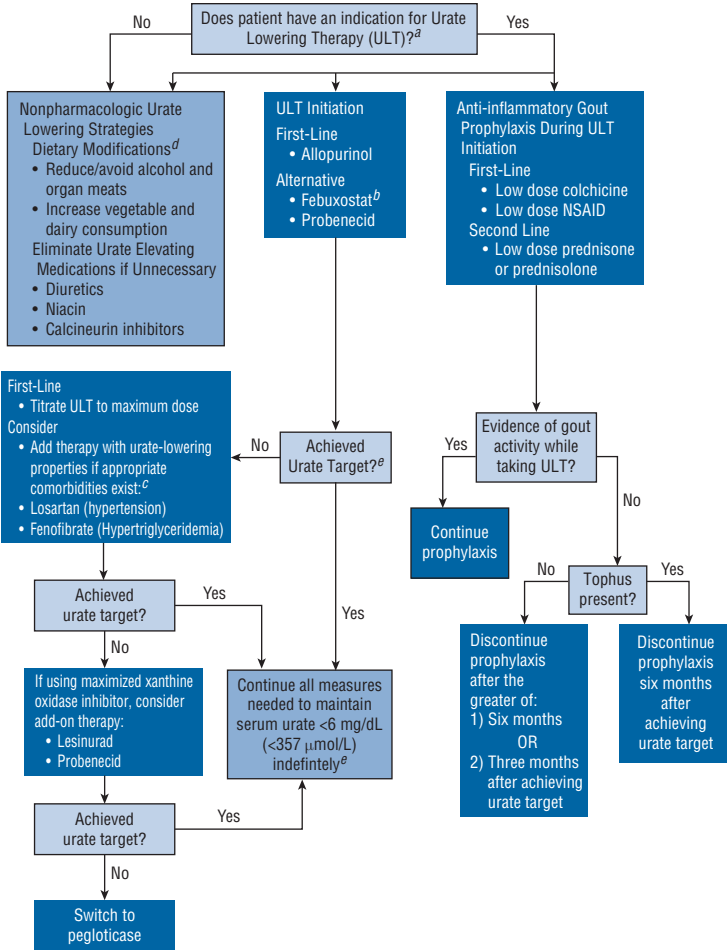 Does patient have an indication for Urate
Lowering Therapy (ULT)?a
No
Yes
Nonpharmacologic Urate
Lowering Strategies
Dietary Modificationsd
• Reduce/avoid alcohol and
organ meats
• Increase vegetable and
dairy consumption
Eliminate Urate Elevating
Medications if Unnecessary
• Diuretics
• Niacin
• Calcineurin inhibitors
ULT Initiation
First-Line
• Allopurinol
Alternative
• Febuxostatb
• Probenecid
Anti-inflammatory Gout
Prophylaxis During ULT
Initiation
First-Line
• Low dose colchicine
• Low dose NSAID
Second Line
• Low dose prednisone
or prednisolone
First-Line
• Titrate ULT to maximum dose
Consider
• Add therapy with urate-lowering
properties if appropriate
comorbidities exist:c
• Losartan (hypertension)
• Fenofibrate (Hypertriglyceridemia)
No
Achieved
Urate Target?e
Yes
Evidence of gout
activity while
taking ULT?
Yes
No
Continue
prophylaxis
No
Tophus
present?
Yes
Discontinue
prophylaxis
after the
greater of:
1) Six months
OR
2) Three months
after achieving
urate target
Discontinue
prophylaxis
six months
after
achieving
urate target
Achieved
urate target?
Yes
No
If using maximized xanthine
oxidase inhibitor, consider
add-on therapy:
• Lesinurad
• Probenecid
Continue all measures
needed to maintain
serum urate <6 mg/dL
(<357 μmol/L)
indefintelye
Achieved
urate target?
Yes
No
Switch to
pegloticase